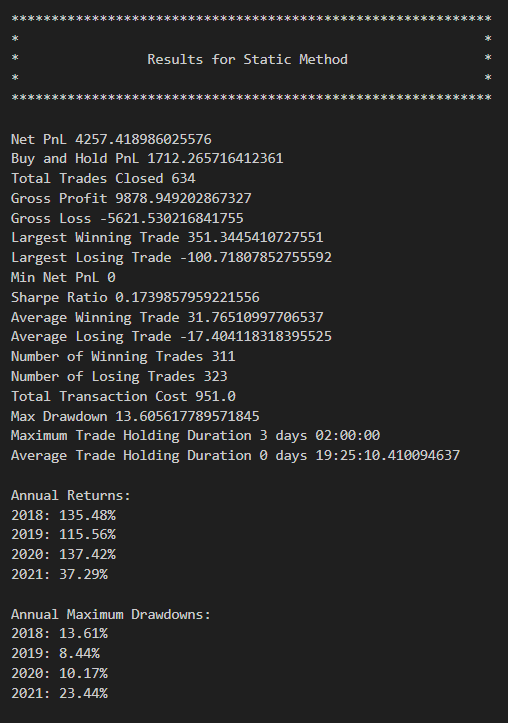 ************************************************************
*                                                          *
*                Results for Static Method                 *
*                                                          *
************************************************************
Net PnL 4257.418986025576
Buy and Hold PnL 1712.265716412361
Total Trades Closed 634
Gross Profit 9878.949202867327
Gross Loss -5621.530216841755
Largest Winning Trade 351.3445410727551
Largest Losing Trade -100.71807852755592
Min Net PnL 0
Sharpe Ratio 0.1739857959221556
Average Winning Trade 31.76510997706537
Average Losing Trade -17.404118318395525
Number of Winning Trades 311
Number of Losing Trades 323
Total Transaction Cost 951.0
Max Drawdown 13.605617789571845
Maximum Trade Holding Duration 3 days 02:00:00
Average Trade Holding Duration 0 days 19:25:10.410094637
Annual Returns:
2018: 135.48%
2019: 115.56%
2020: 137.42%
2021: 37.29%
Annual Maximum Drawdowns:
2018: 13.61%
2019: 8.44%
2020: 10.17%
2021: 23.44%